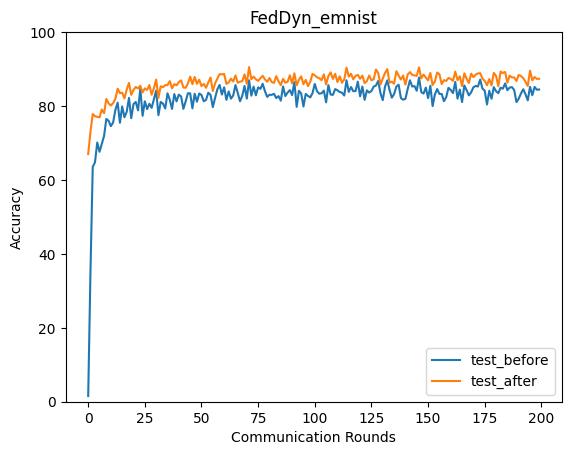 FedDyn_emnist
100
80
60
40
20
0
Accuracy
0 25 50 75 100 125 150 175 200
Communication Rounds
test_before
test_after